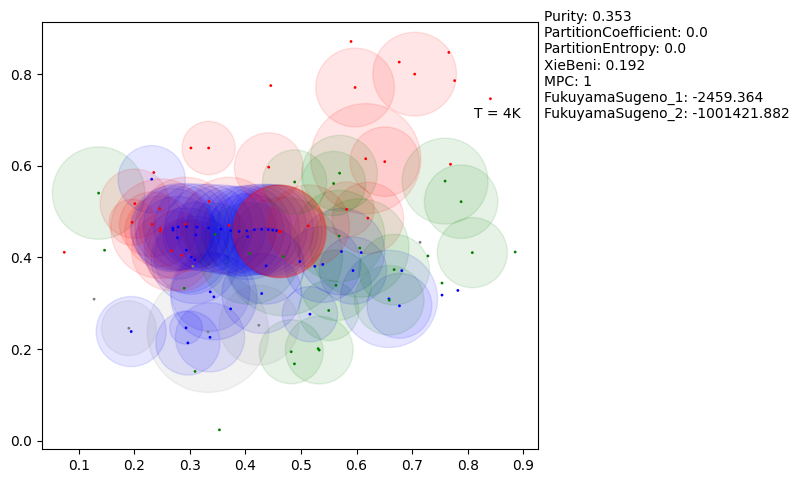 Purity: 0.353
PartitionCoefficient: 0.0
PartitionEntropy: 0.0
XieBeni: 0.192
MPC: 1
FukuyamaSugeno_1: -2459.364
FukuyamaSugeno_2: -1001421.882
T = 4K
0.8
0.6
0.4
0.2
0.0
0.1 0.2 0.3 0.4 0.5 0.6 0.7 0.8 0.9